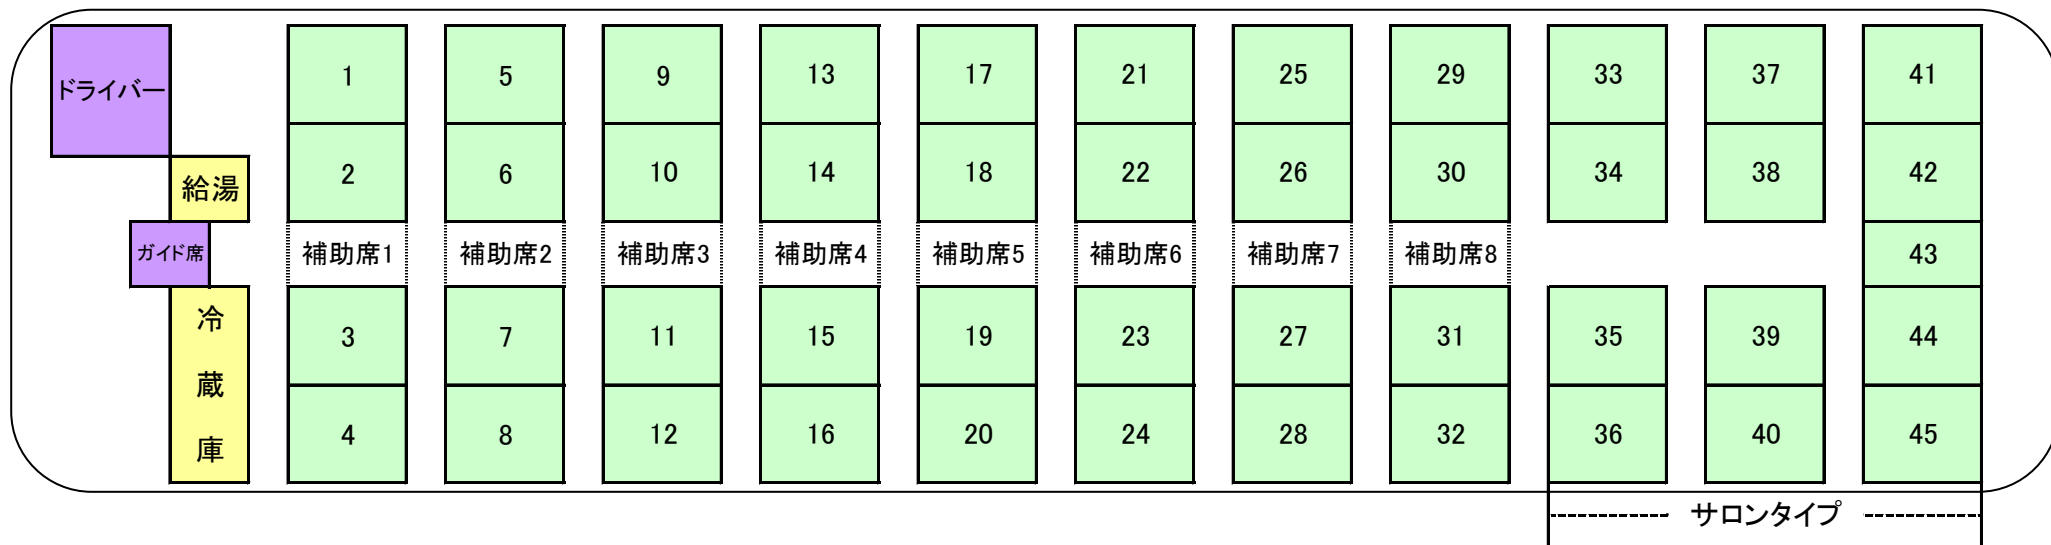 ドライバー
1 5 9 13 17 21 25 29 33 37 41
給湯
2 6 10 14 18 22 26 30 34 38 42
ガイド席
補助席1 補助席2 補助席3 補助席4 補助席5 補助席6 補助席7 補助席8 43
冷蔵庫
3 7 11 15 19 23 27 31 35 39 44
4 8 12 16 20 24 28 32 36 40 45
サロンタイプ